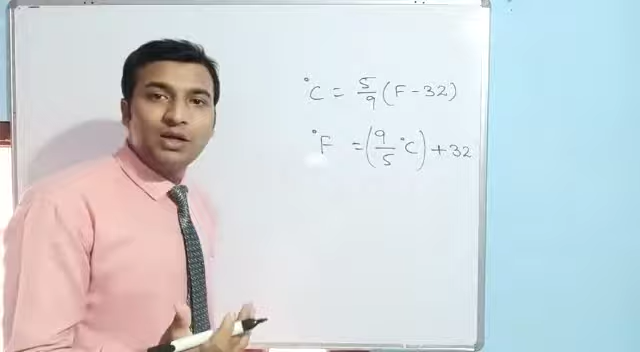 °C = 5/9 (F - 32)
°F = (9/5 °C) + 32